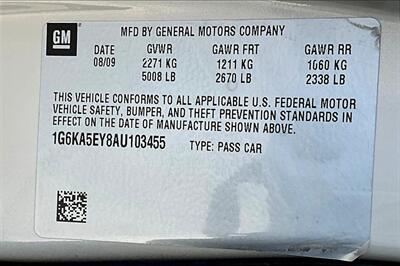 GM
MFD BY GENERAL MOTORS COMPANY
DATE GVWR GAWR FRT GAWR RR
08/09 2271 KG 1211 KG 1060 KG
5008 LB 2670 LB 2338 LB
THIS VEHICLE CONFORMS TO ALL APPLICABLE U.S. FEDERAL MOTOR
VEHICLE SAFETY, BUMPER, AND THEFT PREVENTION STANDARDS IN
EFFECT ON THE DATE OF MANUFACTURE SHOWN ABOVE.
1G6KA5EY8AU103455 TYPE: PASS CAR